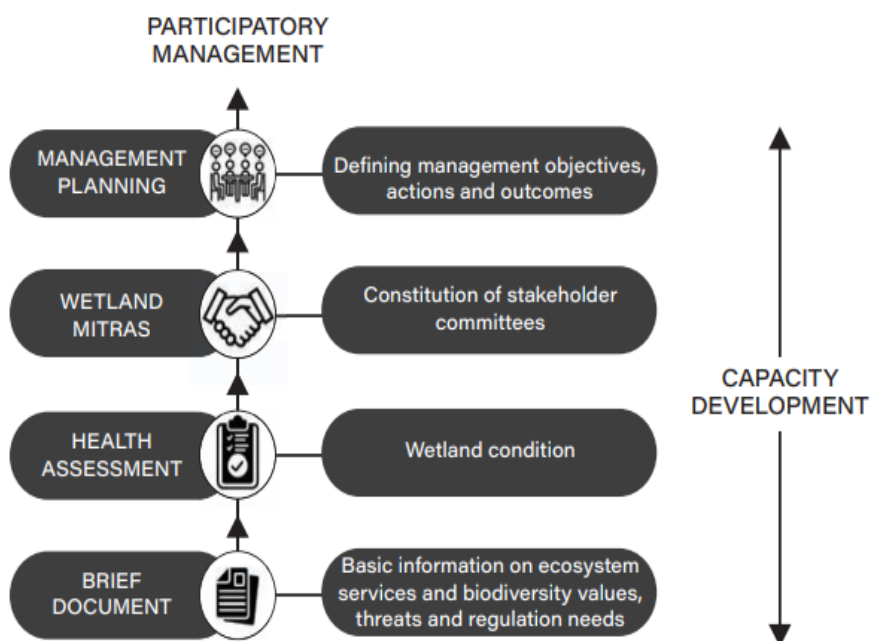 PARTICIPATORY
MANAGEMENT
MANAGEMENT
PLANNING
Defining management objectives,
actions and outcomes
WETLAND
MITRAS
Constitution of stakeholder
committees
CAPACITY
DEVELOPMENT
HEALTH
ASSESSMENT
Wetland condition
BRIEF
DOCUMENT
Basic information on ecosystem
services and biodiversity values,
threats and regulation needs